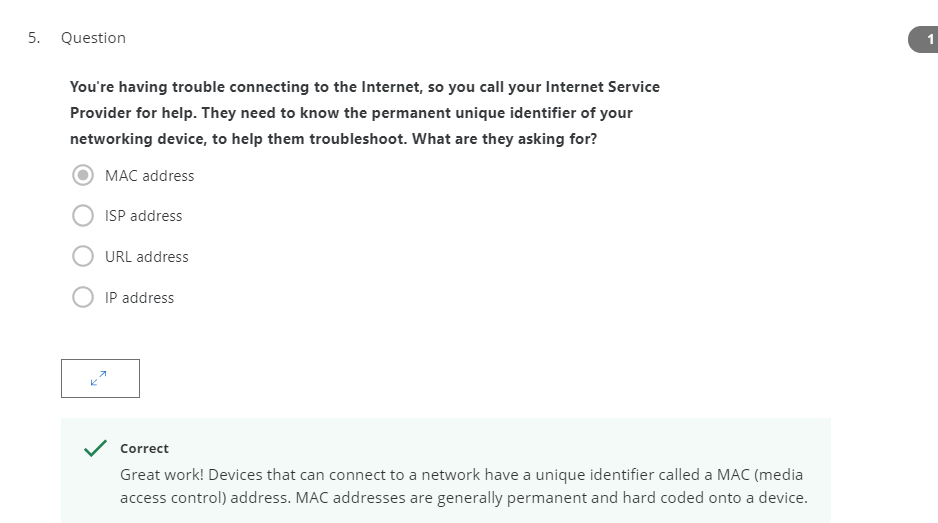 5. Question
1
You're having trouble connecting to the Internet, so you call your Internet Service
Provider for help. They need to know the permanent unique identifier of your
networking device, to help them troubleshoot. What are they asking for?
MAC address
ISP address
URL address
IP address
Correct
Great work! Devices that can connect to a network have a unique identifier called a MAC (media
access control) address. MAC addresses are generally permanent and hard coded onto a device.